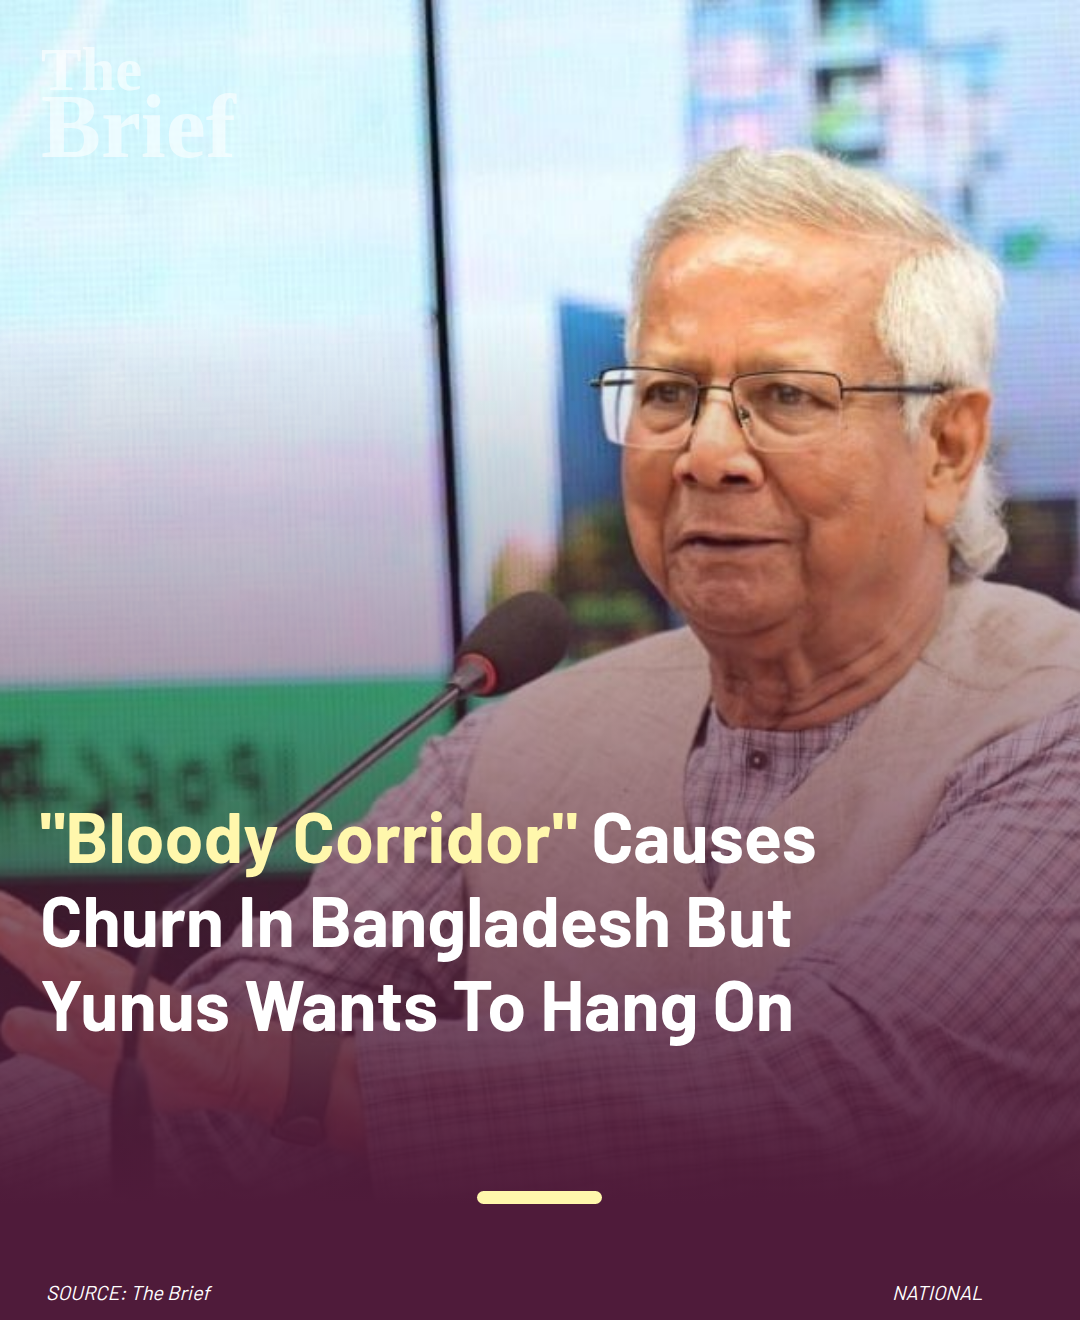 The
Brief
"Bloody Corridor" Causes
Churn In Bangladesh But
Yunus Wants To Hang On
SOURCE: The Brief
NATIONAL